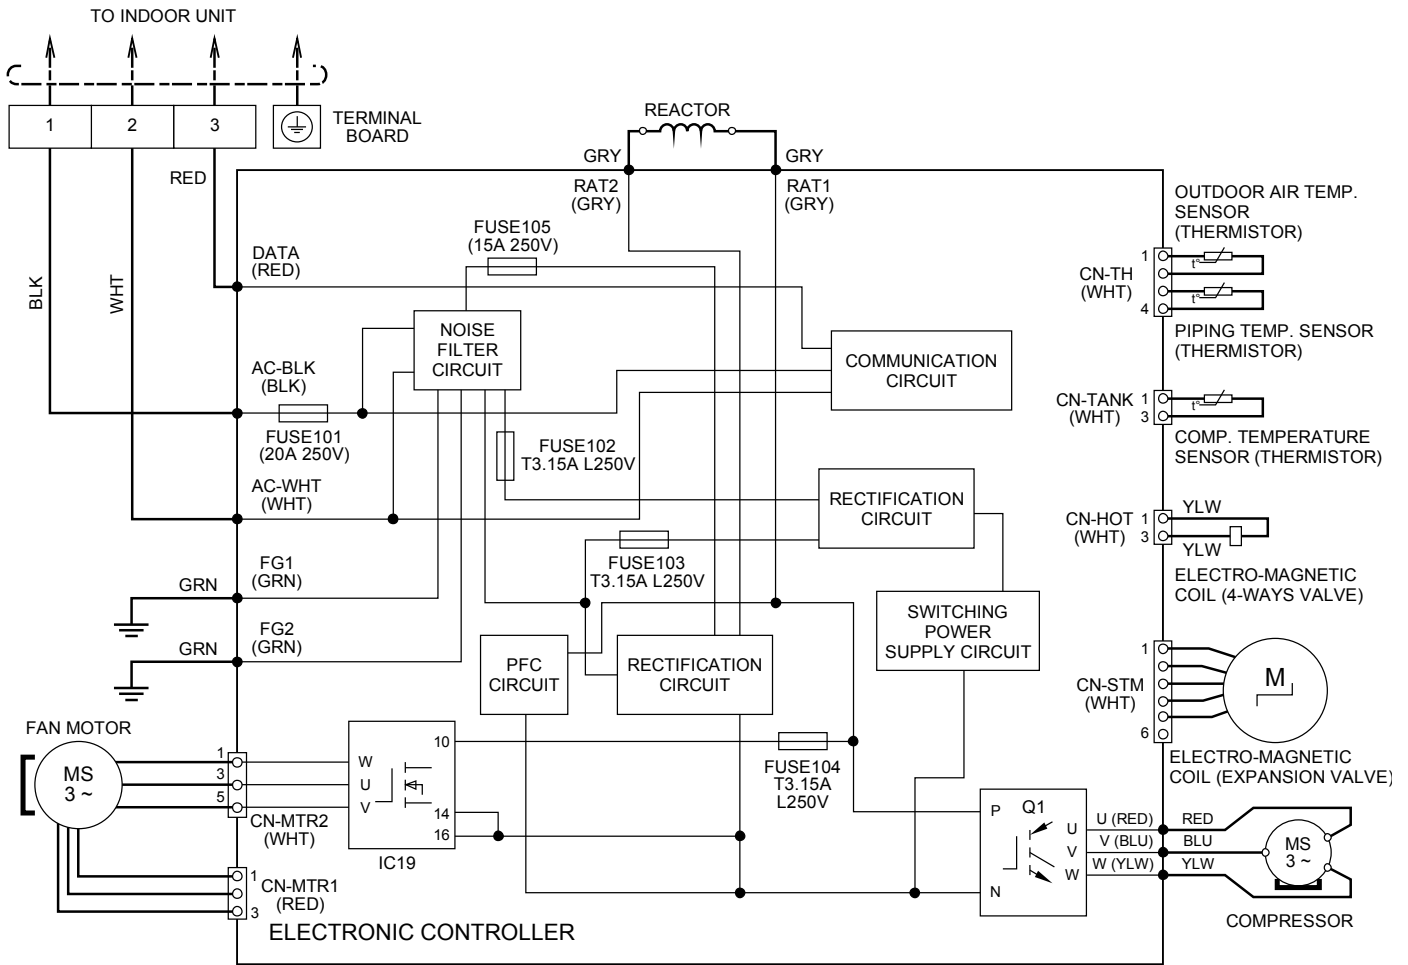 TO INDOOR UNIT
1
2
3
TERMINAL
BOARD
RED
BLK
WHT
REACTOR
GRY
GRY
RAT2
(GRY)
RAT1
(GRY)
FUSE105
(15A 250V)
DATA
(RED)
NOISE
FILTER
CIRCUIT
COMMUNICATION
CIRCUIT
AC-BLK
(BLK)
FUSE101
(20A 250V)
FUSE102
T3.15A L250V
AC-WHT
(WHT)
RECTIFICATION
CIRCUIT
FUSE103
T3.15A L250V
FG1
(GRN)
GRN
FG2
(GRN)
GRN
SWITCHING
POWER
SUPPLY CIRCUIT
PFC
CIRCUIT
RECTIFICATION
CIRCUIT
FAN MOTOR
MS
3 ~
1
3
5
CN-MTR2
(WHT)
W
U
V
10
14
16
IC19
FUSE104
T3.15A
L250V
1
3
CN-MTR1
(RED)
ELECTRONIC CONTROLLER
P
N
Q1
U
V
W
U (RED)
V (BLU)
W (YLW)
RED
BLU
YLW
MS
3 ~
COMPRESSOR
OUTDOOR AIR TEMP.
SENSOR
(THERMISTOR)
1
4
CN-TH
(WHT)
t°
t°
PIPING TEMP. SENSOR
(THERMISTOR)
CN-TANK
(WHT)
1
3
t°
COMP. TEMPERATURE
SENSOR (THERMISTOR)
CN-HOT
(WHT)
1
3
YLW
YLW
ELECTRO-MAGNETIC
COIL (4-WAYS VALVE)
1
6
CN-STM
(WHT)
M
ELECTRO-MAGNETIC
COIL (EXPANSION VALVE)